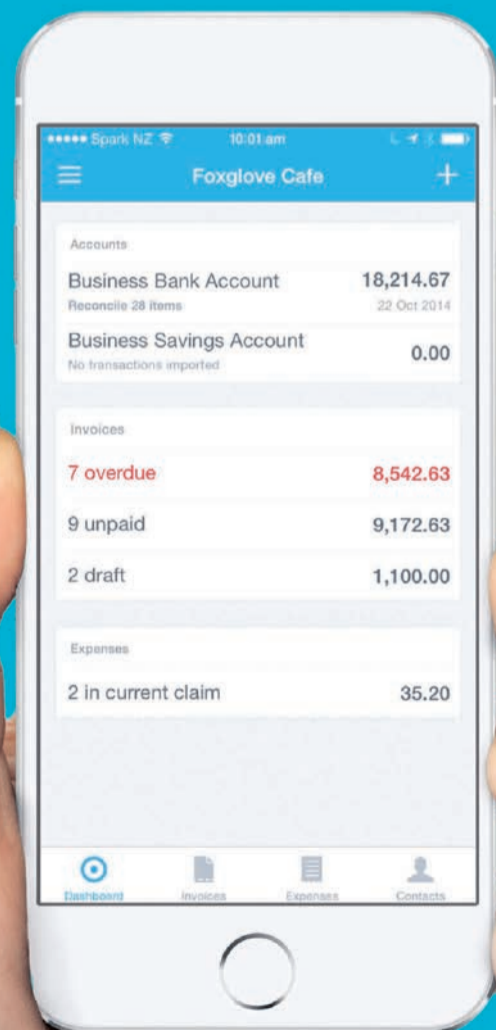 Spark NZ 10:01 am
Foxglove Cafe +
Accounts
Business Bank Account 18,214.67
Reconcile 28 items 22 Oct 2014
Business Savings Account 0.00
No transactions imported
Invoices
7 overdue 8,542.63
9 unpaid 9,172.63
2 draft 1,100.00
Expenses
2 in current claim 35.20
Dashboard Invoices Expenses Contacts